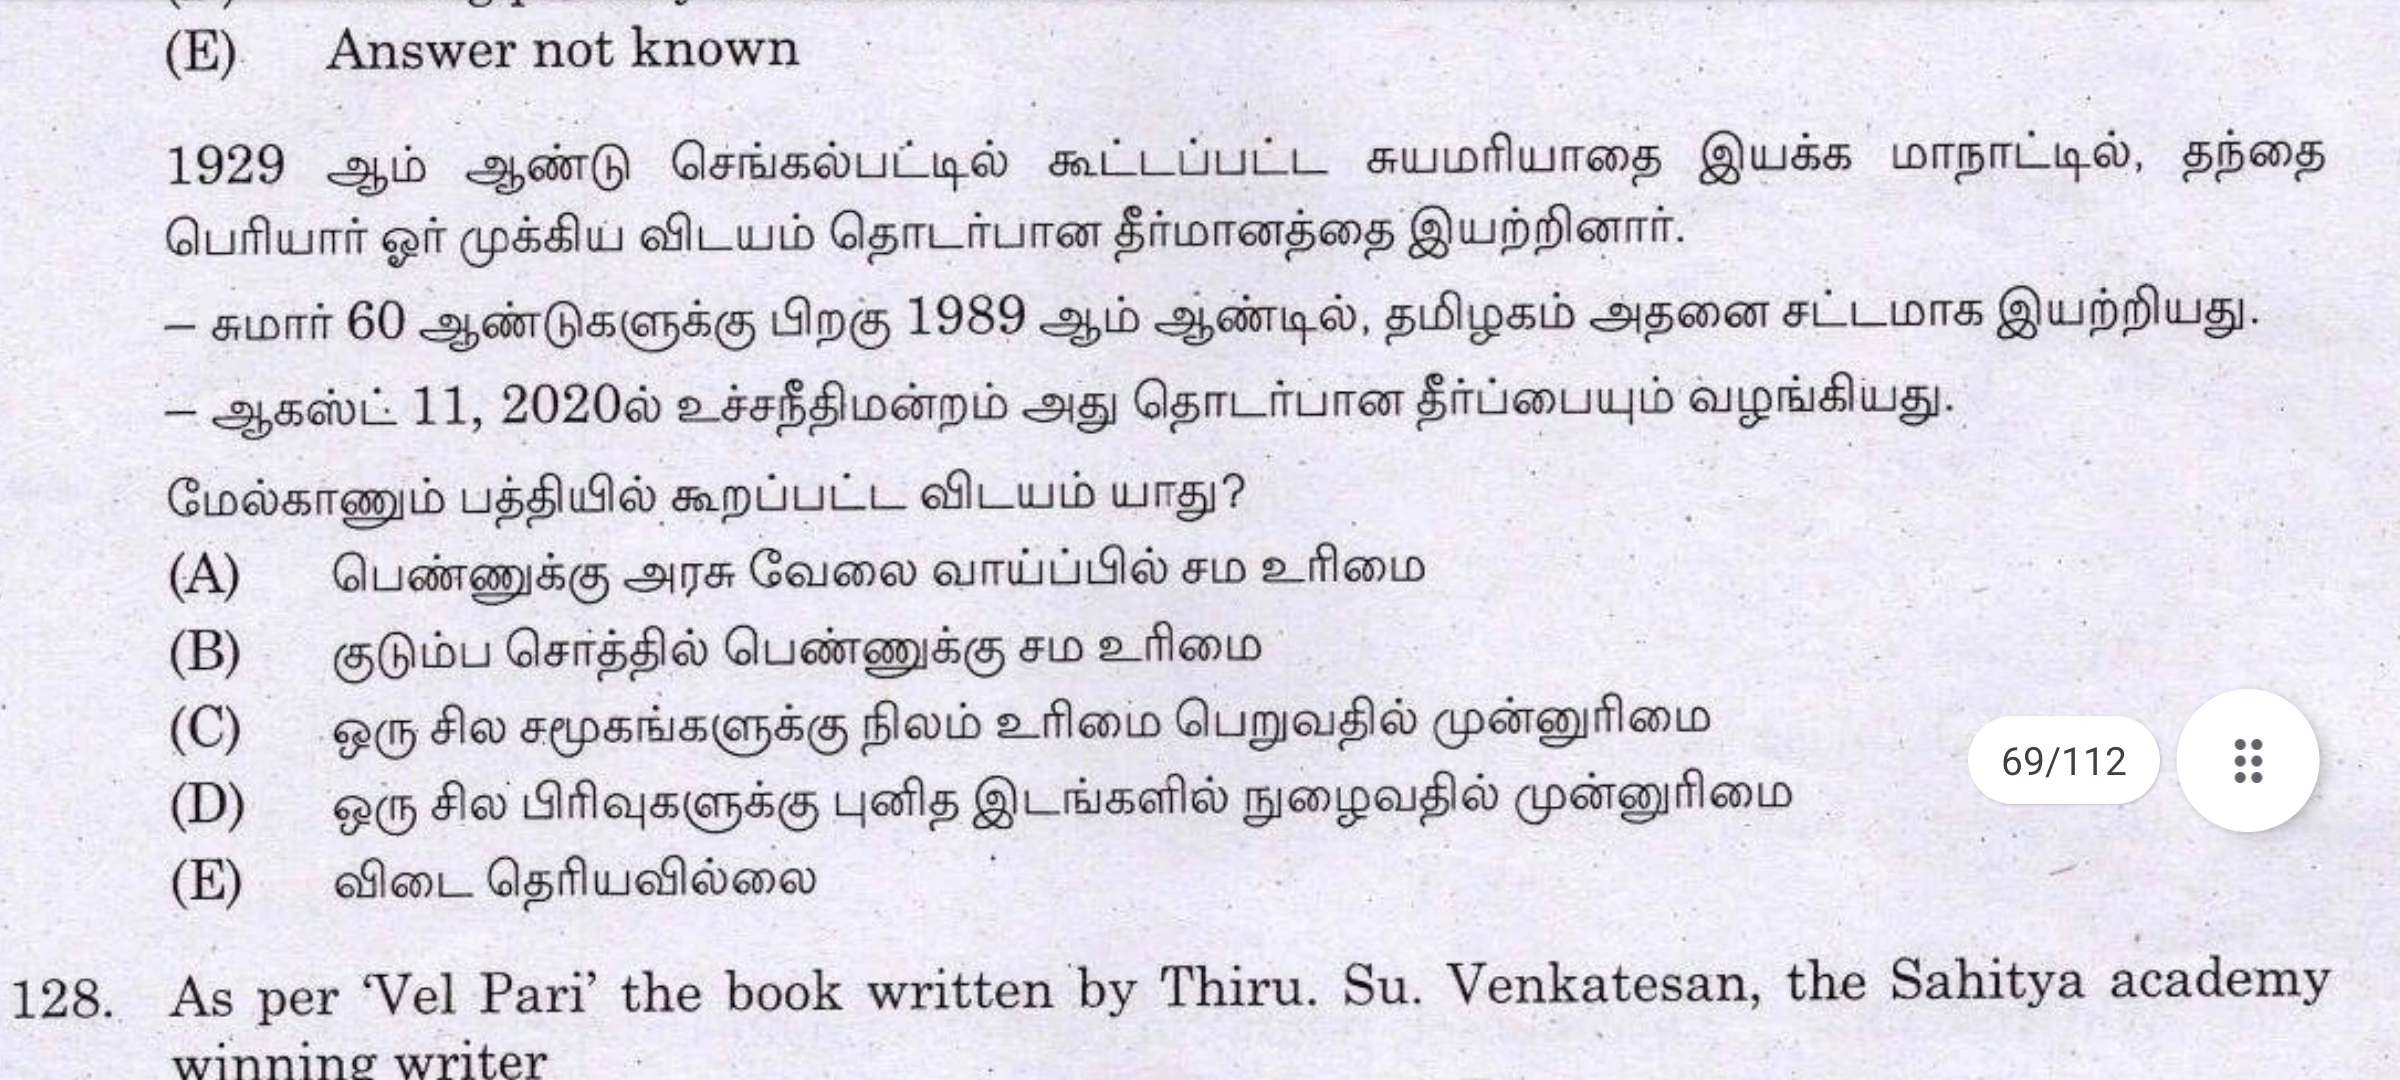 (E) Answer not known
1929 ஆம் ஆண்டு செங்கல்பட்டில் கூட்டப்பட்ட சுயமரியாதை இயக்க மாநாட்டில், தந்தை
பெரியார் ஓர் முக்கிய விடயம் தொடர்பான தீர்மானத்தை இயற்றினார்.
– சுமார் 60 ஆண்டுகளுக்கு பிறகு 1989 ஆம் ஆண்டில், தமிழகம் அதனை சட்டமாக இயற்றியது.
– ஆகஸ்ட் 11, 2020ல் உச்சநீதிமன்றம் அது தொடர்பான தீர்ப்பையும் வழங்கியது.
மேல்காணும் பத்தியில் கூறப்பட்ட விடயம் யாது?
(A) பெண்ணுக்கு அரசு வேலை வாய்ப்பில் சம உரிமை
(B) குடும்ப சொத்தில் பெண்ணுக்கு சம உரிமை
(C) ஒரு சில சமூகங்களுக்கு நிலம் உரிமை பெறுவதில் முன்னுரிமை
69/112
(D) ஒரு சில பிரிவுகளுக்கு புனித இடங்களில் நுழைவதில் முன்னுரிமை
(E) விடை தெரியவில்லை
128. As per ‘Vel Pari’ the book written by Thiru. Su. Venkatesan, the Sahitya academy
winning writer